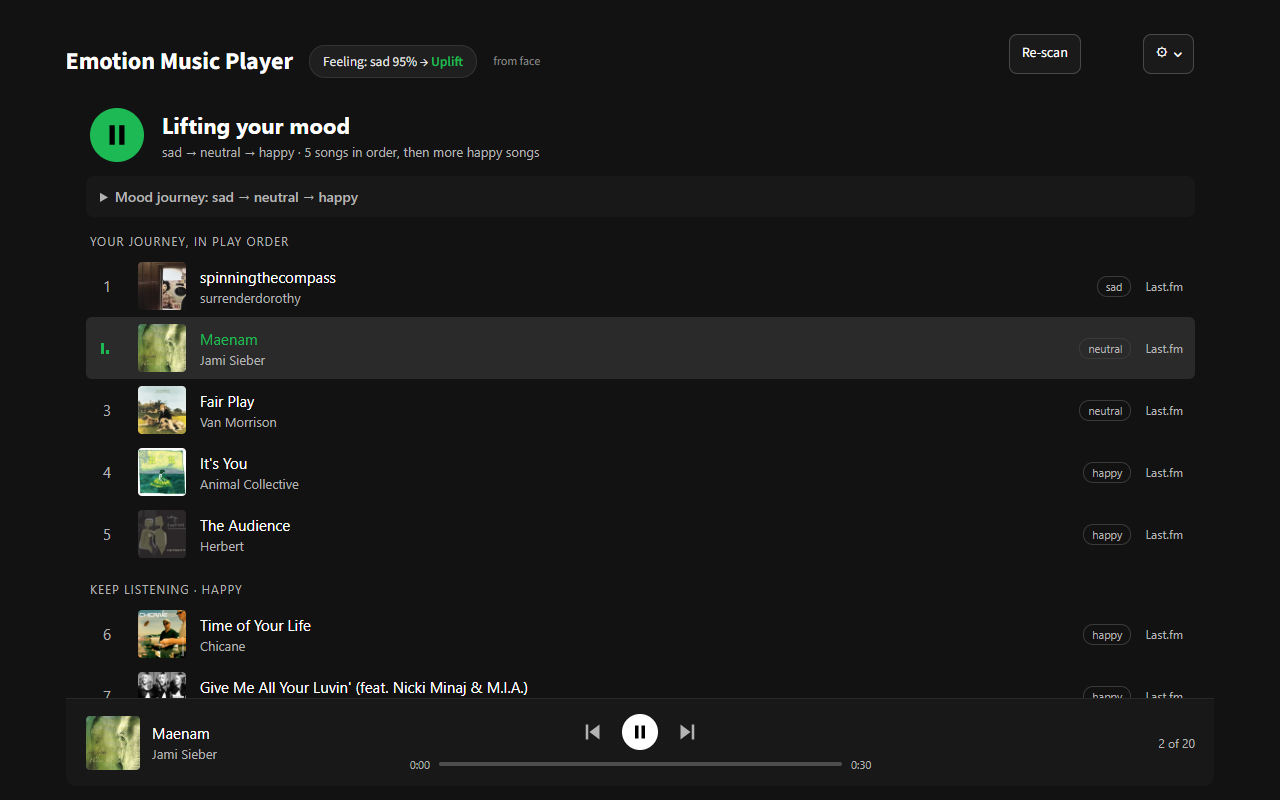 Emotion Music Player
Feeling: sad 95% → Uplift
from face
Re-scan
Lifting your mood
sad → neutral → happy · 5 songs in order, then more happy songs
Mood journey: sad → neutral → happy
YOUR JOURNEY, IN PLAY ORDER
1
spinningthecompass
surrenderdorothy
sad
Last.fm
Maenam
Jami Sieber
neutral
Last.fm
3
Fair Play
Van Morrison
neutral
Last.fm
4
It's You
Animal Collective
happy
Last.fm
5
The Audience
Herbert
happy
Last.fm
KEEP LISTENING · HAPPY
6
CHICANE
Time of Your Life
Chicane
happy
Last.fm
7
Give Me All Your Luvin' (feat. Nicki Minaj & M.I.A.)
happy
Last.fm
Maenam
Jami Sieber
0:00
0:30
2 of 20